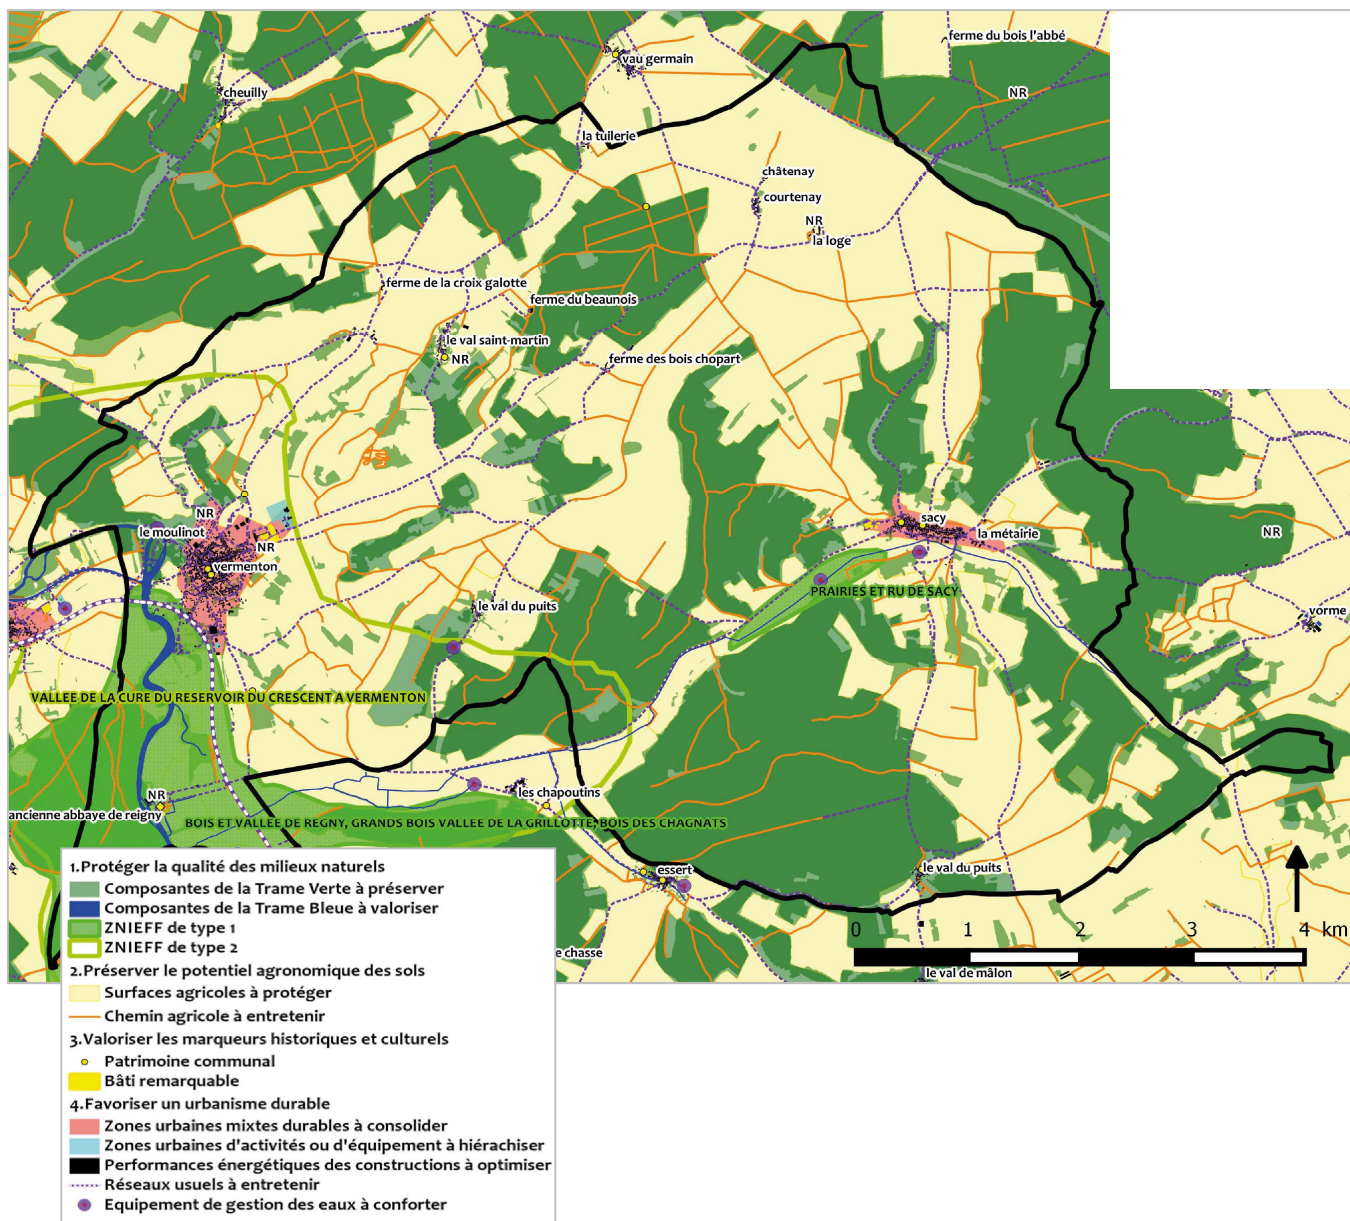 ferme du bois l'abbé
vau germain
cheuilly
NR
la tuilerie
châtenay
courtenay
NR
la loge
ferme de la croix galotte
ferme du beaunois
le val saint-martin
NR
ferme des bois chopart
NR
le moulinot
NR
vermenton
sacy
la métairie
NR
PRAIRIES ET RU DE SACY
le val du puits
vorme
VALLEE DE LA CURE DU RESERVOIR DU CRESCENT A VERMENTON
NR
ancienne abbaye de reigny
les chapoutins
BOIS ET VALLEE DE REGNY, GRANDS BOIS VALLEE DE LA GRILLOTTE, BOIS DES CHAGNATS
essert
le val du puits
0 1 2 3 4 km
e chasse
le val de mâlon
1.Protéger la qualité des milieux naturels
Composantes de la Trame Verte à préserver
Composantes de la Trame Bleue à valoriser
ZNIEFF de type 1
ZNIEFF de type 2
2.Préserver le potentiel agronomique des sols
Surfaces agricoles à protéger
Chemin agricole à entretenir
3.Valoriser les marqueurs historiques et culturels
Patrimoine communal
Bâti remarquable
4.Favoriser un urbanisme durable
Zones urbaines mixtes durables à consolider
Zones urbaines d'activités ou d'équipement à hiérachiser
Performances énergétiques des constructions à optimiser
Réseaux usuels à entretenir
Equipement de gestion des eaux à conforter